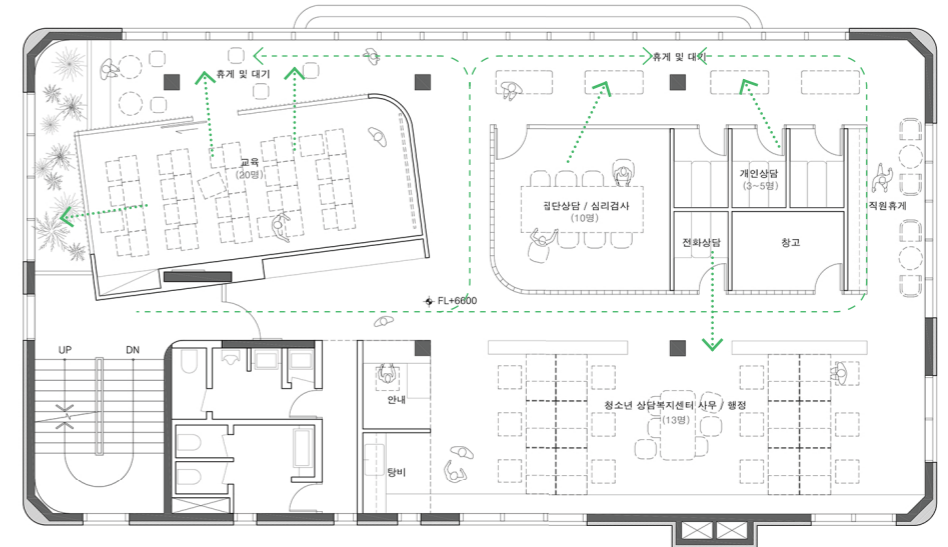 휴게 및 대기
휴게 및 대기
교육
(20명)
개인상담
(3-5명)
집단상담 / 심리검사
(10명)
직원휴게
전화상담
창고
FL+6600
UP
DN
안내
청소년 상담복지센터 사무 / 행정
(13명)
탕비